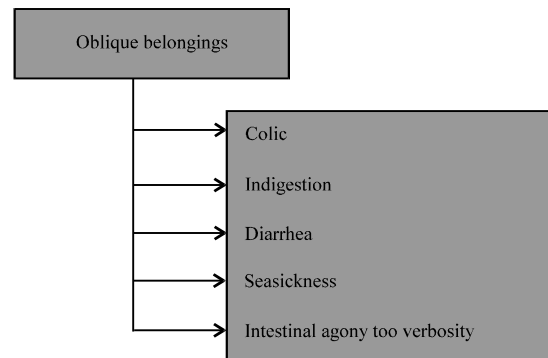 Oblique belongings
Colic
Indigestion
Diarrhea
Seasickness
Intestinal agony too verbosity